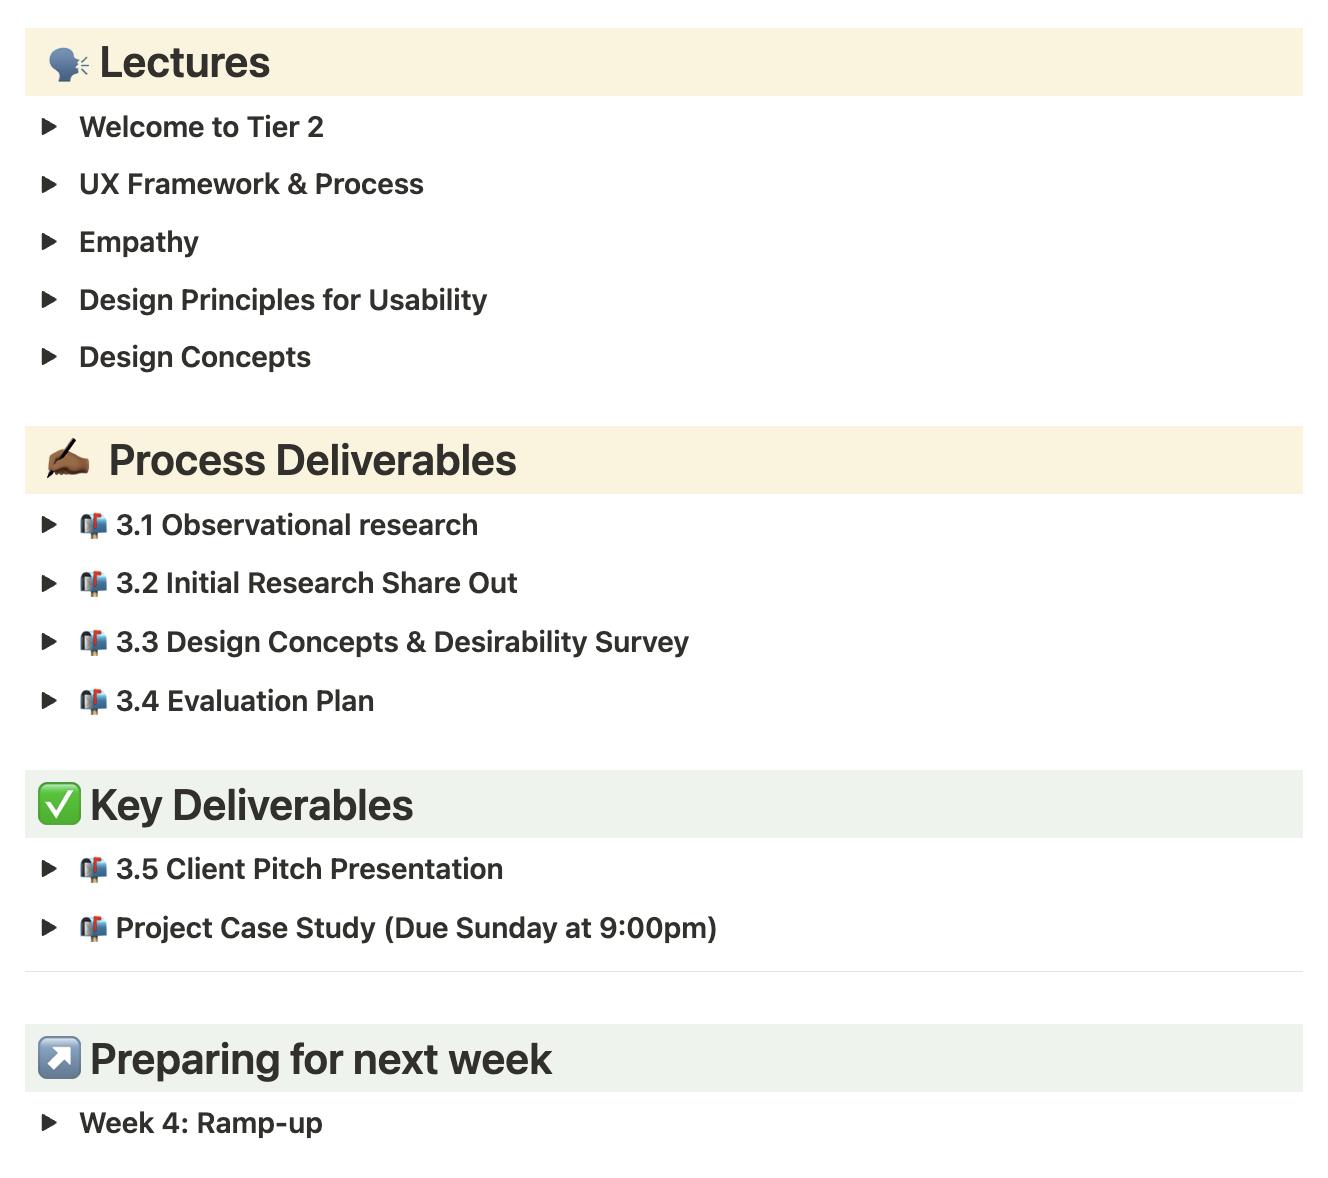 Lectures
Welcome to Tier 2
UX Framework & Process
Empathy
Design Principles for Usability
Design Concepts
Process Deliverables
3.1 Observational research
3.2 Initial Research Share Out
3.3 Design Concepts & Desirability Survey
3.4 Evaluation Plan
Key Deliverables
3.5 Client Pitch Presentation
Project Case Study (Due Sunday at 9:00pm)
Preparing for next week
Week 4: Ramp-up